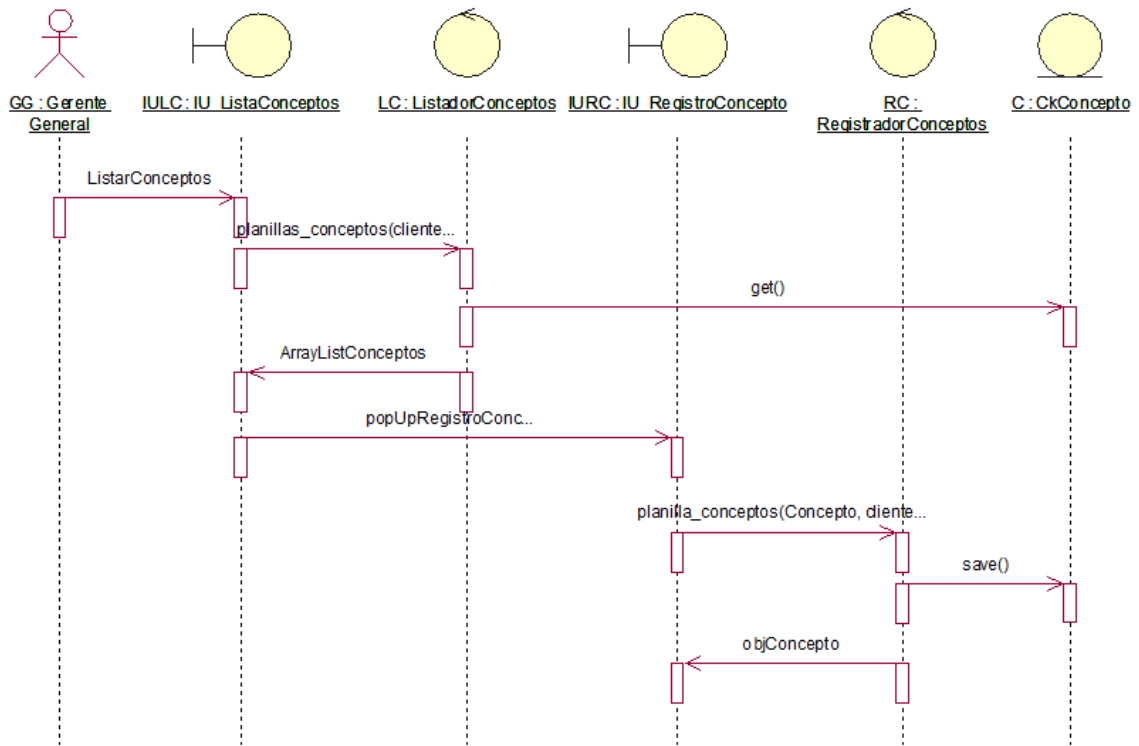 GG : Gerente
General
IULC : IU_ListaConceptos
LC : ListadorConceptos
IURC : IU_RegistroConcepto
RC :
RegistradorConceptos
C : CkConcepto
ListarConceptos
planillas_conceptos(cliente...
get()
ArrayListConceptos
popUpRegistroConc...
planilla_conceptos(Concepto, cliente...
save()
objConcepto